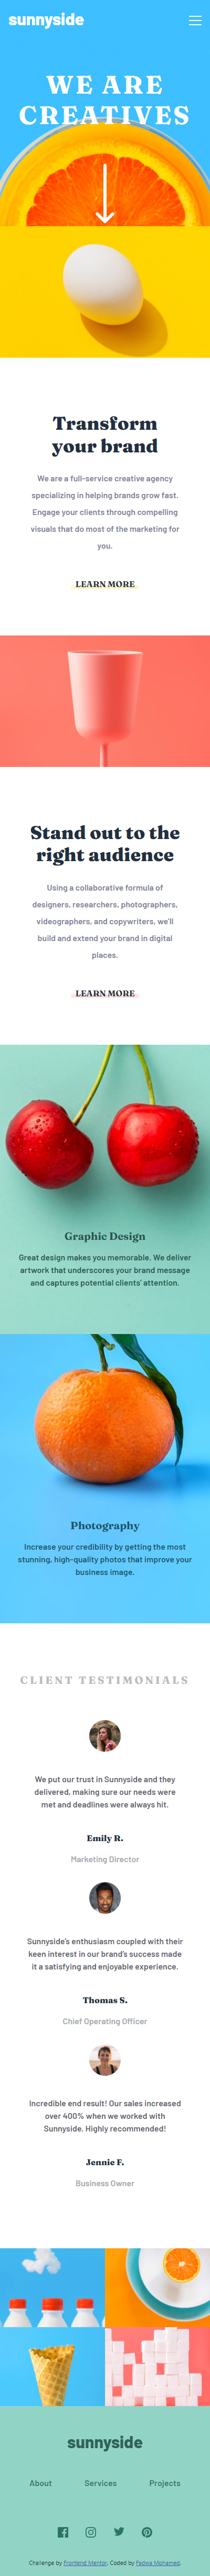 sunnyside
WE ARE
CREATIVES
Transform
your brand
We are a full-service creative agency
specializing in helping brands grow fast.
Engage your clients through compelling
visuals that do most of the marketing for
you.
LEARN MORE
Stand out to the
right audience
Using a collaborative formula of
designers, researchers, photographers,
videographers, and copywriters, we'll
build and extend your brand in digital
places.
LEARN MORE
Graphic Design
Great design makes you memorable. We deliver
artwork that underscores your brand message
and captures potential clients' attention.
Photography
Increase your credibility by getting the most
stunning, high-quality photos that improve your
business image.
CLIENT TESTIMONIALS
We put our trust in Sunnyside and they
delivered, making sure our needs were
met and deadlines were always hit.
Emily R.
Marketing Director
Sunnyside's enthusiasm coupled with their
keen interest in our brand's success made
it a satisfying and enjoyable experience.
Thomas S.
Chief Operating Officer
Incredible end result! Our sales increased
over 400% when we worked with
Sunnyside. Highly recommended!
Jennie F.
Business Owner
sunnyside
About Services Projects
Challenge by Frontend Mentor. Coded by Fadwa Mohamed.